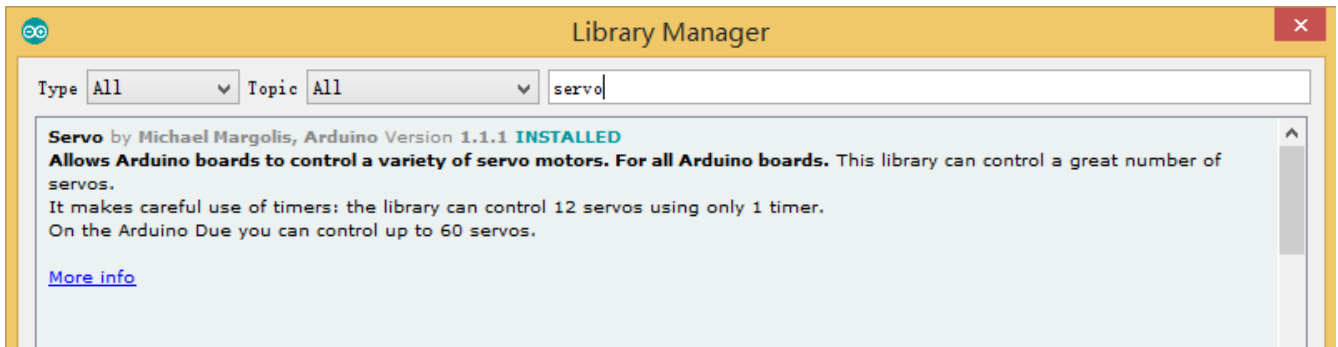 Library Manager
Type All Topic All servo
Servo by Michael Margolis, Arduino Version 1.1.1 INSTALLED
Allows Arduino boards to control a variety of servo motors. For all Arduino boards. This library can control a great number of
servos.
It makes careful use of timers: the library can control 12 servos using only 1 timer.
On the Arduino Due you can control up to 60 servos.
More info